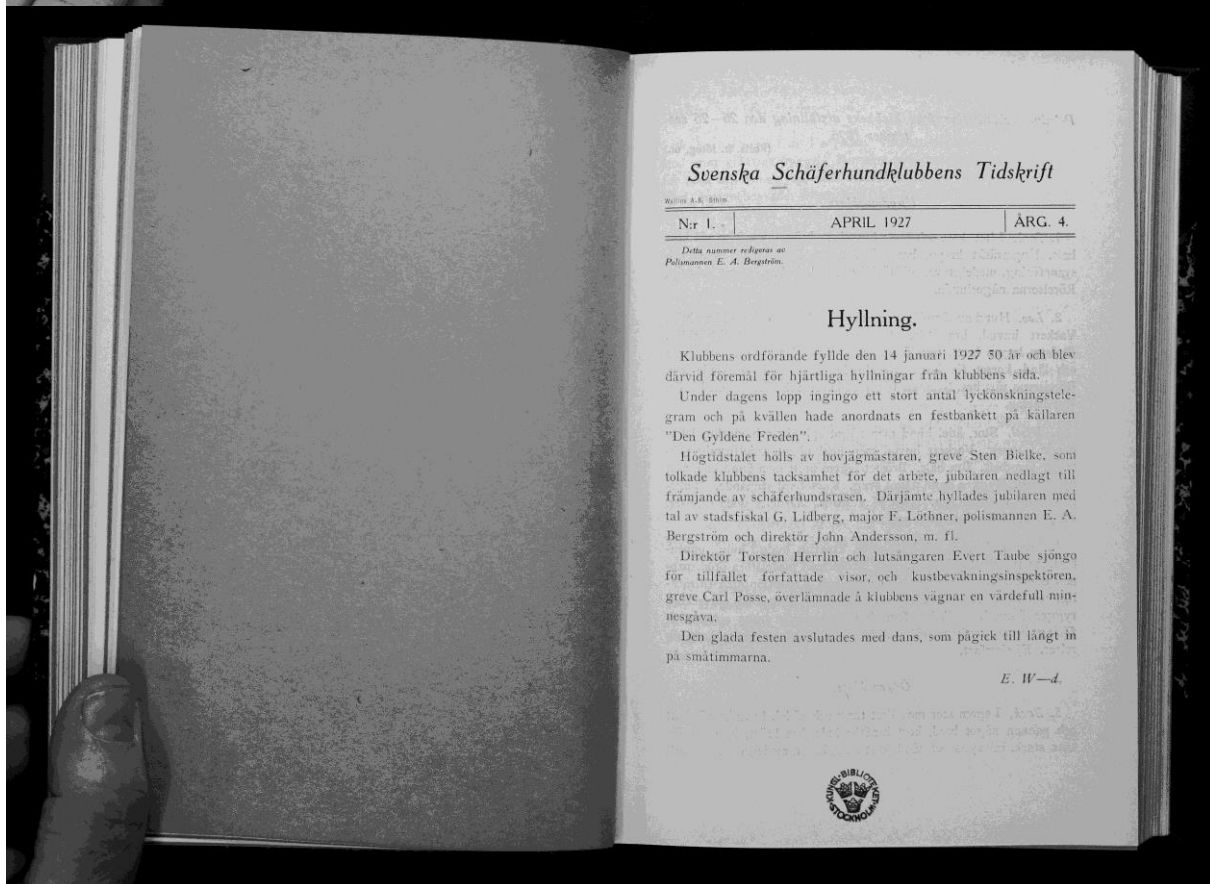 Svenska Schäferhundklubbens Tidskrift
N:r 1. APRIL 1927 ÅRG. 4.
Detta nummer redigeras av
Polismannen E. A. Bergström.
Hyllning.
Klubbens ordförande fyllde den 14 januari 1927 50 år och blev
därvid föremål för hjärtliga hyllningar från klubbens sida.
Under dagens lopp ingingo ett stort antal lyckönskningstele-
gram och på kvällen hade anordnats en festbankett på källaren
"Den Gyldene Freden".
Högtidstalet hölls av hovjägmästaren, greve Sten Bielke, som
tolkade klubbens tacksamhet för det arbete, jubilaren nedlagt till
främjande av schäferhundsrasen. Därjämte hyllades jubilaren med
tal av stadsfiskal G. Lidberg, major F. Löthner, polismannen E. A.
Bergström och direktör John Andersson, m. fl.
Direktör Torsten Herrlin och lutsångaren Evert Taube sjöngo
för tillfället författade visor, och kustbevakningsinspektören,
greve Carl Posse, överlämnade å klubbens vägnar en värdefull min-
nesgåva.
Den glada festen avslutades med dans, som pågick till långt in
på småtimmarna.
E. W—d.
KUNGL. BIBLIOTEKET STOCKHOLM